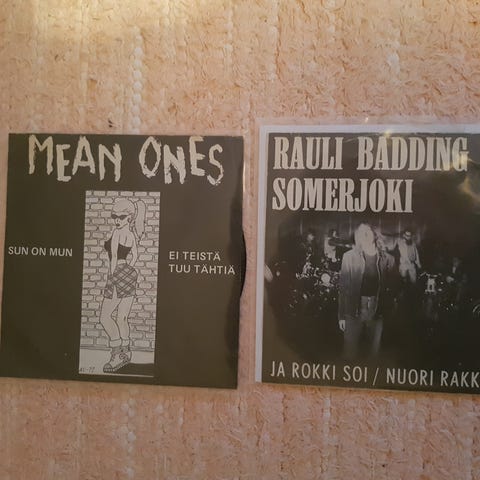 MEAN ONES
SUN ON MUN
EI TEISTÄ
TUU TÄHTIÄ
RAULI BADDING
SOMERJOKI
JA ROKKI SOI / NUORI RAKK